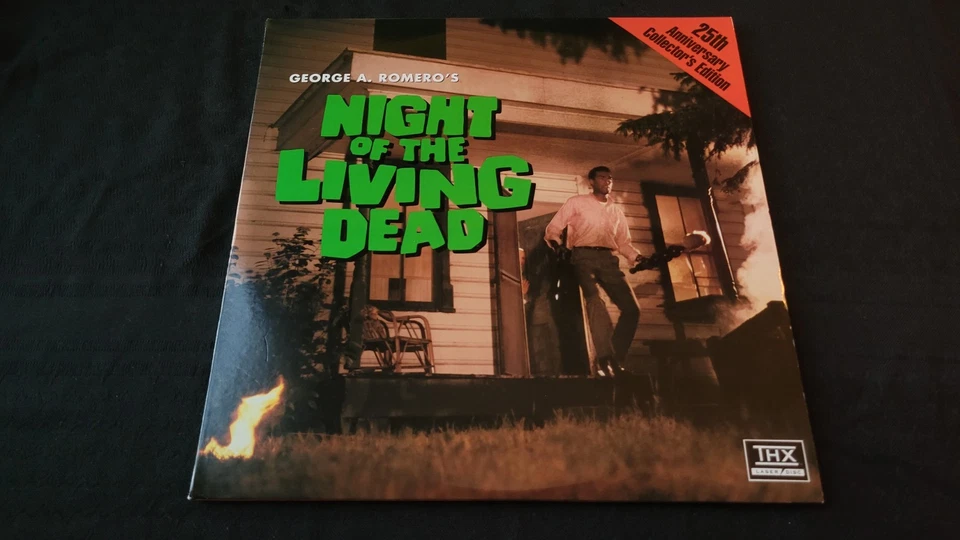 25th
Anniversary
Collector's Edition
GEORGE A. ROMERO'S
NIGHT
OF THE
LIVING
DEAD
THX
LASER DISC